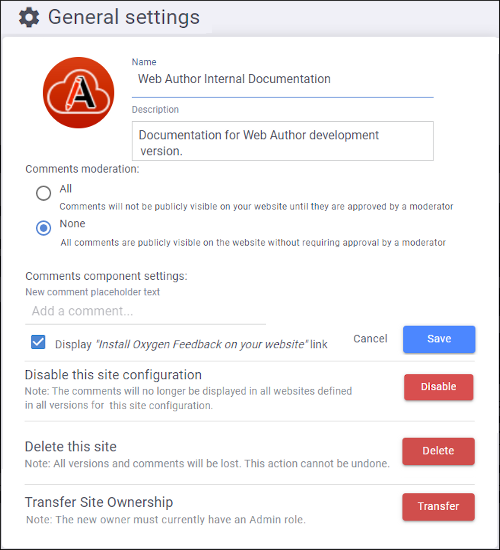 General settings
Name
Web Author Internal Documentation
Description
Documentation for Web Author development
version.
Comments moderation:
All
Comments will not be publicly visible on your website until they are approved by a moderator
None
All comments are publicly visible on the website without requiring approval by a moderator
Comments component settings:
New comment placeholder text
Add a comment...
Display "Install Oxygen Feedback on your website" link
Cancel
Save
Disable this site configuration
Note: The comments will no longer be displayed in all websites defined
in all versions for this site configuration.
Disable
Delete this site
Note: All versions and comments will be lost. This action cannot be undone.
Delete
Transfer Site Ownership
Note: The new owner must currently have an Admin role.
Transfer